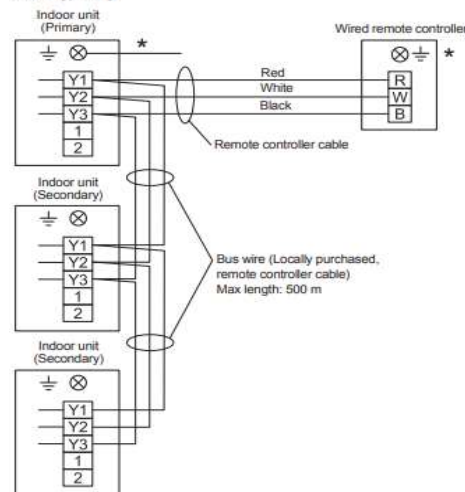 Indoor unit
(Primary)
*
Y1
Y2
Y3
1
2
Wired remote controller
*
R
W
B
Red
White
Black
Remote controller cable
Indoor unit
(Secondary)
Y1
Y2
Y3
1
2
Bus wire (Locally purchased,
remote controller cable)
Max length: 500 m
Indoor unit
(Secondary)
Y1
Y2
Y3
1
2